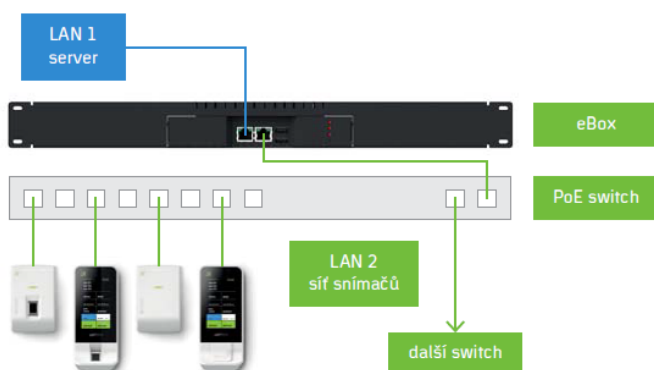 LAN 1
server
eBox
PoE switch
LAN 2
síť snímačů
další switch